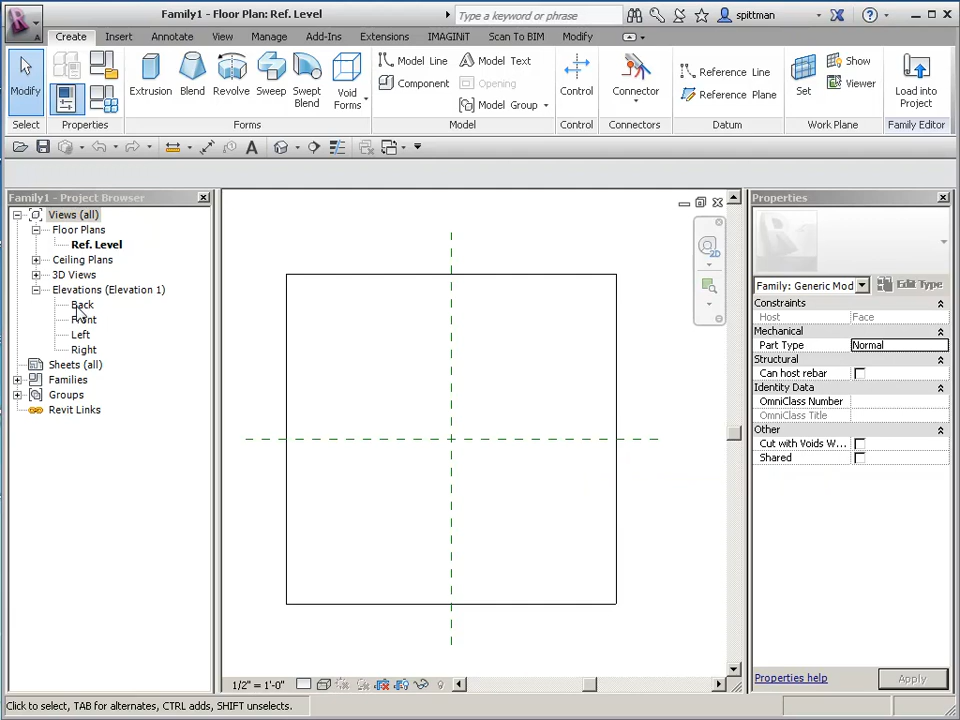 Family1 - Floor Plan: Ref. Level
Type a keyword or phrase
spittman
Create Insert Annotate View Manage Add-Ins Extensions IMAGINiT Scan To BIM Modify
Modify
Extrusion
Blend
Revolve
Sweep
Swept
Blend
Void
Forms
Model Line
Component
Model Text
Opening
Model Group
Control
Connector
Reference Line
Reference Plane
Set
Show
Viewer
Load into
Project
Select Properties Forms Model Control Connectors Datum Work Plane Family Editor
Family1 - Project Browser
Views (all)
Floor Plans
Ref. Level
Ceiling Plans
3D Views
Elevations (Elevation 1)
Back
Front
Left
Right
Sheets (all)
Families
Groups
Revit Links
2D
1/2" = 1'-0"
Properties
Family: Generic Mod
Edit Type
Constraints
Host Face
Mechanical
Part Type Normal
Structural
Can host rebar
Identity Data
OmniClass Number
OmniClass Title
Other
Cut with Voids W...
Shared
Properties help
Apply
Click to select, TAB for alternates, CTRL adds, SHIFT unselects.